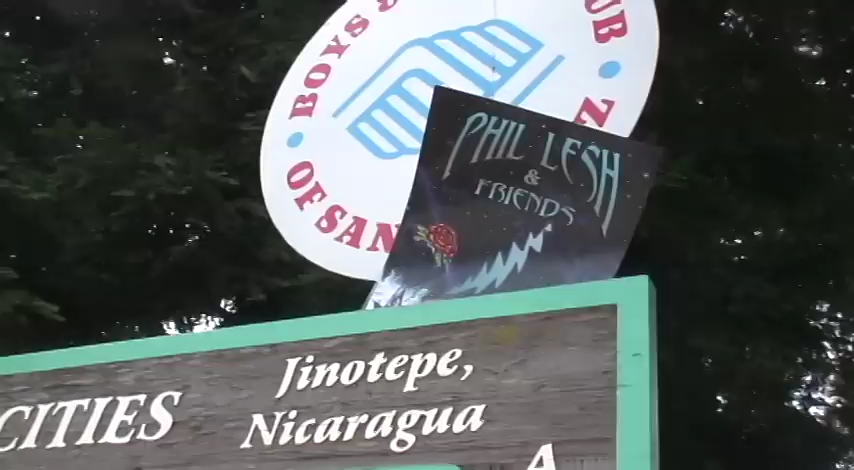 BOYS &
UB
OF SAN
Z
PHIL LESH
&
FRIENDS
CITIES
Jinotepe,
Nicaragua
A